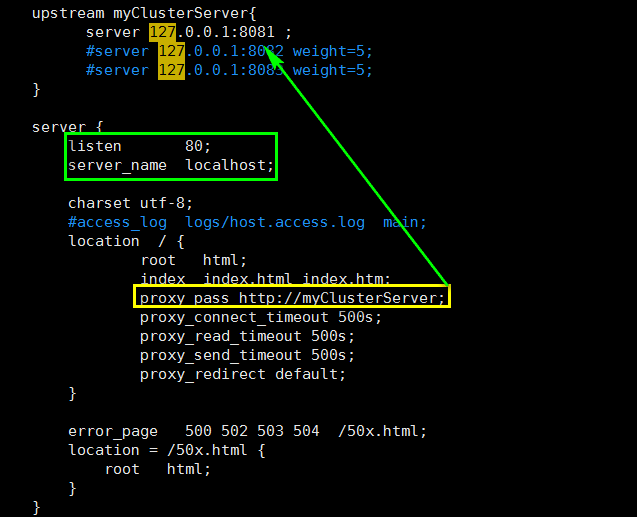 upstream myClusterServer{
server 127.0.0.1:8081 ;
#server 127.0.0.1:8082 weight=5;
#server 127.0.0.1:8083 weight=5;
}
server {
listen 80;
server_name localhost;
charset utf-8;
#access_log logs/host.access.log main;
location / {
root html;
index index.html index.htm;
proxy_pass http://myClusterServer;
proxy_connect_timeout 500s;
proxy_read_timeout 500s;
proxy_send_timeout 500s;
proxy_redirect default;
}
error_page 500 502 503 504 /50x.html;
location = /50x.html {
root html;
}
}